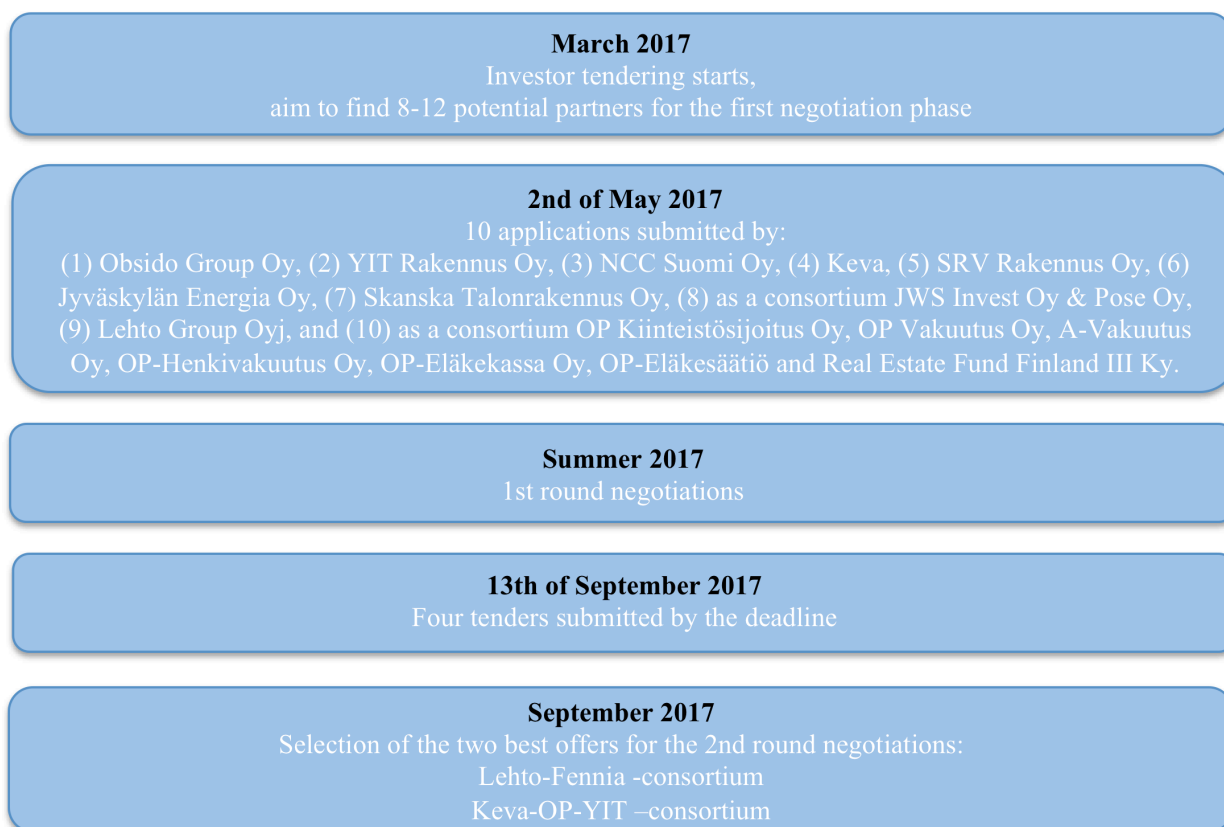 March 2017
Investor tendering starts,
aim to find 8-12 potential partners for the first negotiation phase
2nd of May 2017
10 applications submitted by:
(1) Obsido Group Oy, (2) YIT Rakennus Oy, (3) NCC Suomi Oy, (4) Keva, (5) SRV Rakennus Oy, (6)
Jyväskylän Energia Oy, (7) Skanska Talonrakennus Oy, (8) as a consortium JWS Invest Oy & Pose Oy,
(9) Lehto Group Oyj, and (10) as a consortium OP Kiinteistösijoitus Oy, OP Vakuutus Oy, A-Vakuutus
Oy, OP-Henkivakuutus Oy, OP-Eläkekassa Oy, OP-Eläkesäätiö and Real Estate Fund Finland III Ky.
Summer 2017
1st round negotiations
13th of September 2017
Four tenders submitted by the deadline
September 2017
Selection of the two best offers for the 2nd round negotiations:
Lehto-Fennia -consortium
Keva-OP-YIT –consortium